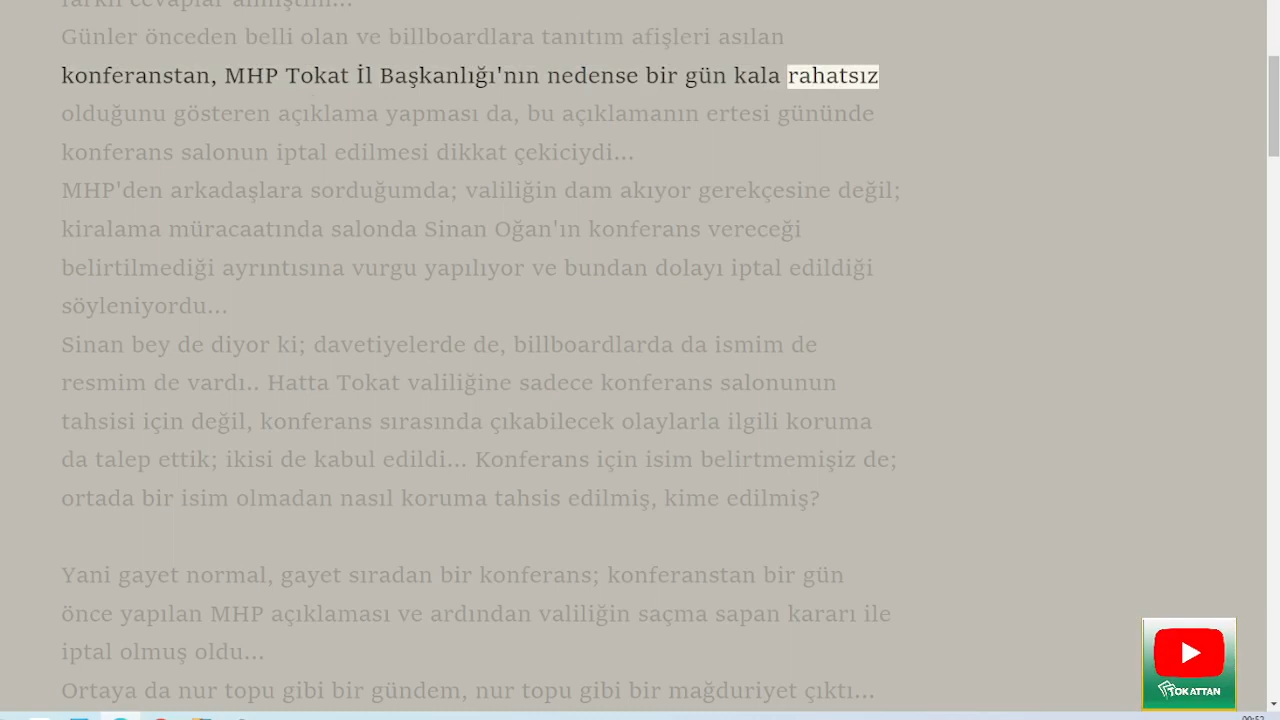 farklı cevaplar almıştım...
Günler önceden belli olan ve billboardlara tanıtım afişleri asılan
konferanstan, MHP Tokat İl Başkanlığı'nın nedense bir gün kala rahatsız
olduğunu gösteren açıklama yapması da, bu açıklamanın ertesi gününde
konferans salonun iptal edilmesi dikkat çekiciydi...
MHP'den arkadaşlara sorduğumda; valiliğin dam akıyor gerekçesine değil;
kiralama müracaatında salonda Sinan Oğan'ın konferans vereceği
belirtilmediği ayrıntısına vurgu yapılıyor ve bundan dolayı iptal edildiği
söyleniyordu...
Sinan bey de diyor ki; davetiyelerde de, billboardlarda da ismim de
resmim de vardı.. Hatta Tokat valiliğine sadece konferans salonunun
tahsisi için değil, konferans sırasında çıkabilecek olaylarla ilgili koruma
da talep ettik; ikisi de kabul edildi... Konferans için isim belirtmemişiz de;
ortada bir isim olmadan nasıl koruma tahsis edilmiş, kime edilmiş?
Yani gayet normal, gayet sıradan bir konferans; konferanstan bir gün
önce yapılan MHP açıklaması ve ardından valiliğin saçma sapan kararı ile
iptal olmuş oldu...
Ortaya da nur topu gibi bir gündem, nur topu gibi bir mağduriyet çıktı...
TOKATTAN